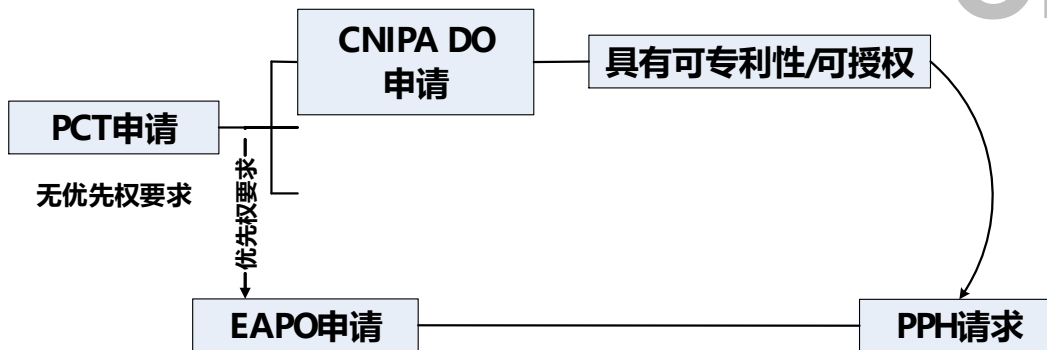 CNIPA DO
申请
具有可专利性/可授权
PCT申请
无优先权要求
优先权要求
EAPO申请
PPH请求